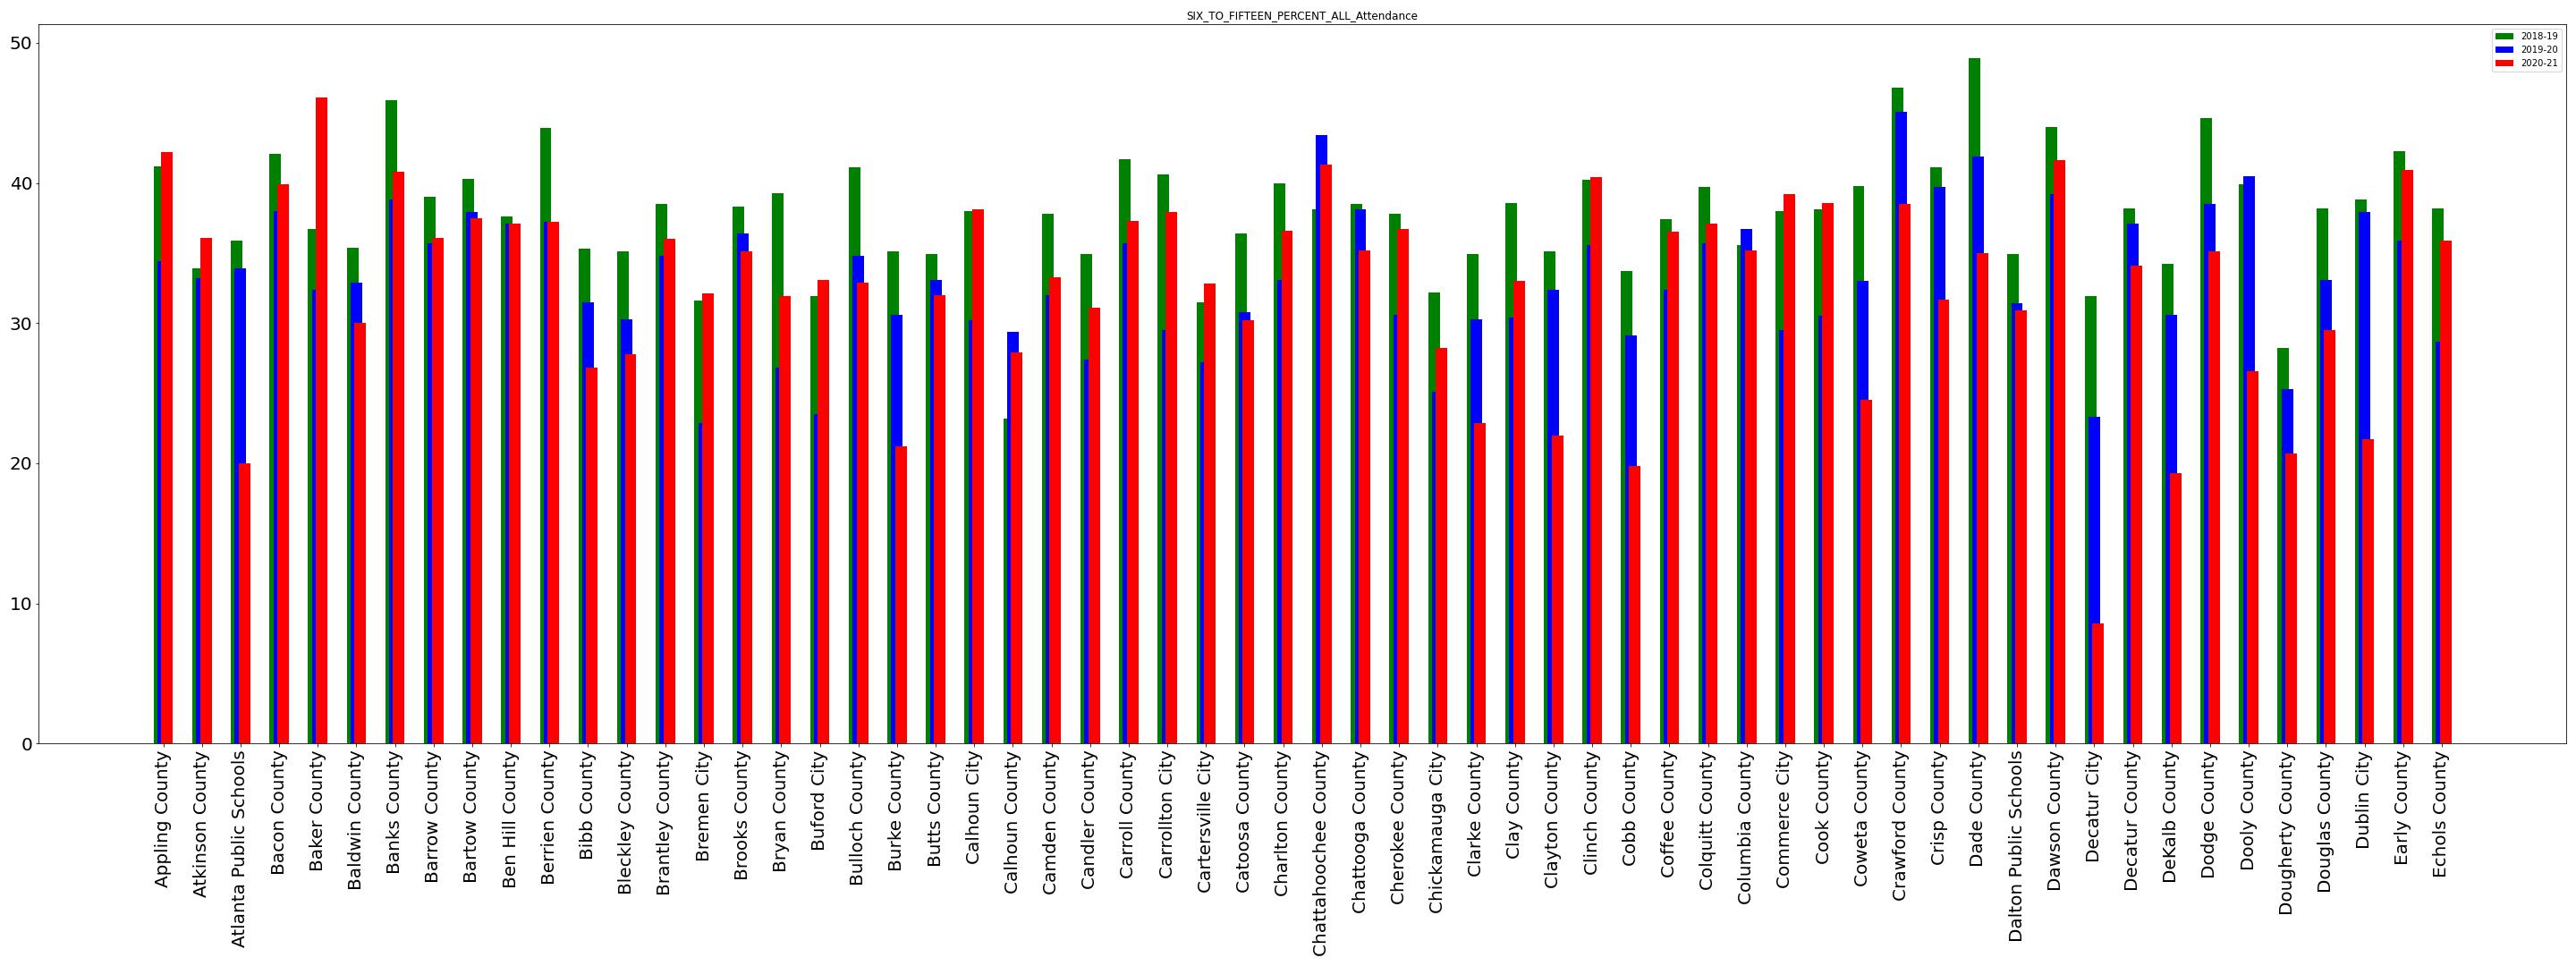 SIX_TO_FIFTEEN_PERCENT_ALL_Attendance
2018-19
2019-20
2020-21
50
40
30
20
10
0
Appling County
Atkinson County
Atlanta Public Schools
Bacon County
Baker County
Baldwin County
Banks County
Barrow County
Bartow County
Ben Hill County
Berrien County
Bibb County
Bleckley County
Brantley County
Bremen City
Brooks County
Bryan County
Buford City
Bulloch County
Burke County
Butts County
Calhoun City
Calhoun County
Camden County
Candler County
Carroll County
Carrollton City
Cartersville City
Catoosa County
Charlton County
Chattahoochee County
Chattooga County
Cherokee County
Chickamauga City
Clarke County
Clay County
Clayton County
Clinch County
Cobb County
Coffee County
Colquitt County
Columbia County
Commerce City
Cook County
Coweta County
Crawford County
Crisp County
Dade County
Dalton Public Schools
Dawson County
Decatur City
Decatur County
DeKalb County
Dodge County
Dooly County
Dougherty County
Douglas County
Dublin City
Early County
Echols County